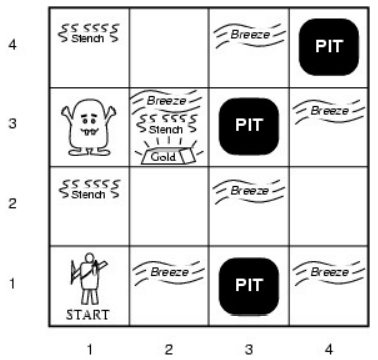 4
Stench
Breeze
PIT
3
Breeze
Stench
Gold
PIT
Breeze
2
Stench
Breeze
1
START
Breeze
PIT
Breeze
1 2 3 4